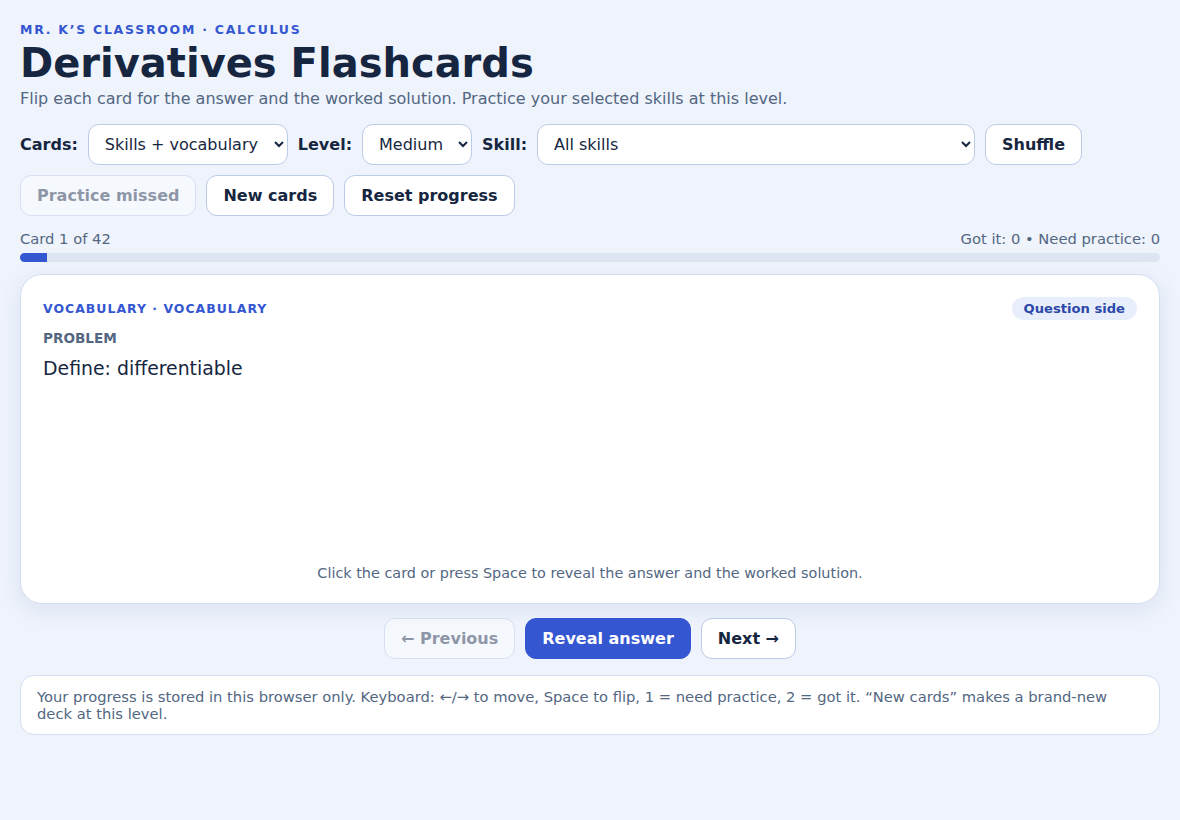 MR. K’S CLASSROOM · CALCULUS
Derivatives Flashcards
Flip each card for the answer and the worked solution. Practice your selected skills at this level.
Cards: Skills + vocabulary Level: Medium Skill: All skills Shuffle
Practice missed New cards Reset progress
Card 1 of 42 Got it: 0 • Need practice: 0
VOCABULARY · VOCABULARY Question side
PROBLEM
Define: differentiable
Click the card or press Space to reveal the answer and the worked solution.
← Previous Reveal answer Next →
Your progress is stored in this browser only. Keyboard: ←/→ to move, Space to flip, 1 = need practice, 2 = got it. “New cards” makes a brand-new
deck at this level.